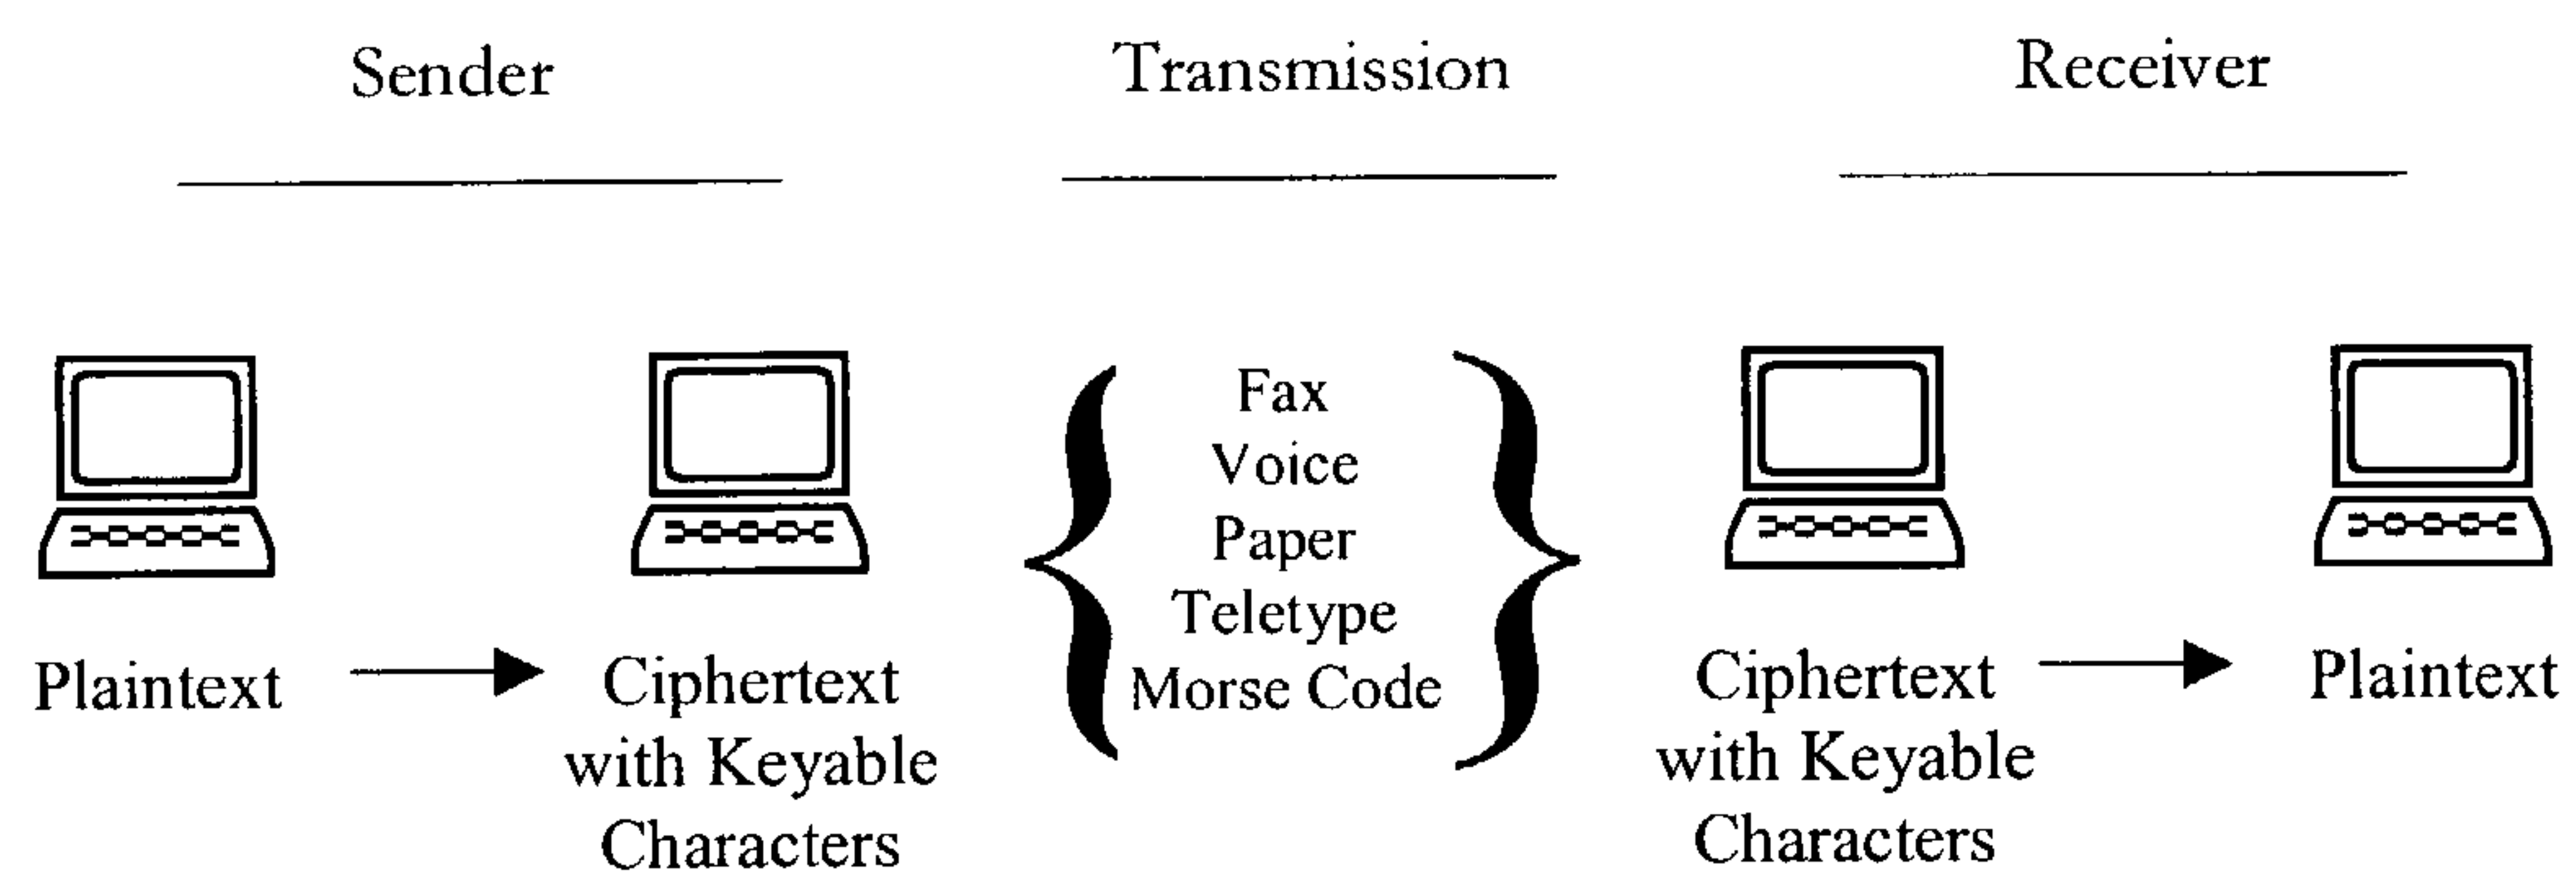 Sender
Transmission
Receiver
Fax
Voice
Paper
Teletype
Morse Code
Plaintext
Ciphertext
with Keyable
Characters
Ciphertext
with Keyable
Characters
Plaintext